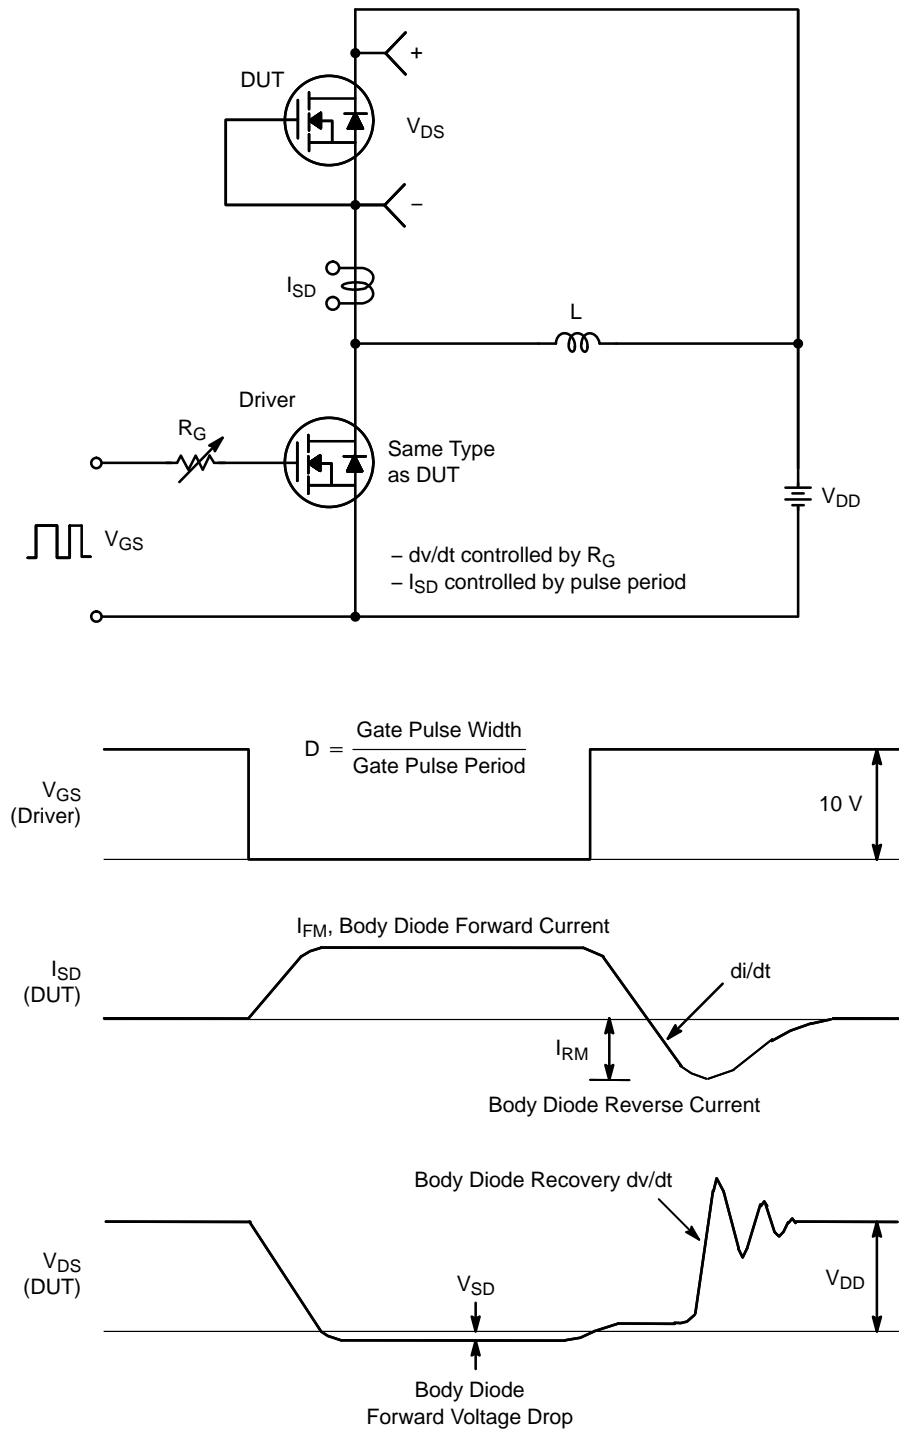 +
DUT
V_DS
–
I_SD
L
Driver
R_G
Same Type
as DUT
V_DD
V_GS
– dv/dt controlled by R_G
– I_SD controlled by pulse period
D = Gate Pulse Width
Gate Pulse Period
V_GS
(Driver)
10 V
I_FM, Body Diode Forward Current
I_SD
(DUT)
di/dt
I_RM
Body Diode Reverse Current
Body Diode Recovery dv/dt
V_DS
(DUT)
V_SD
V_DD
Body Diode
Forward Voltage Drop